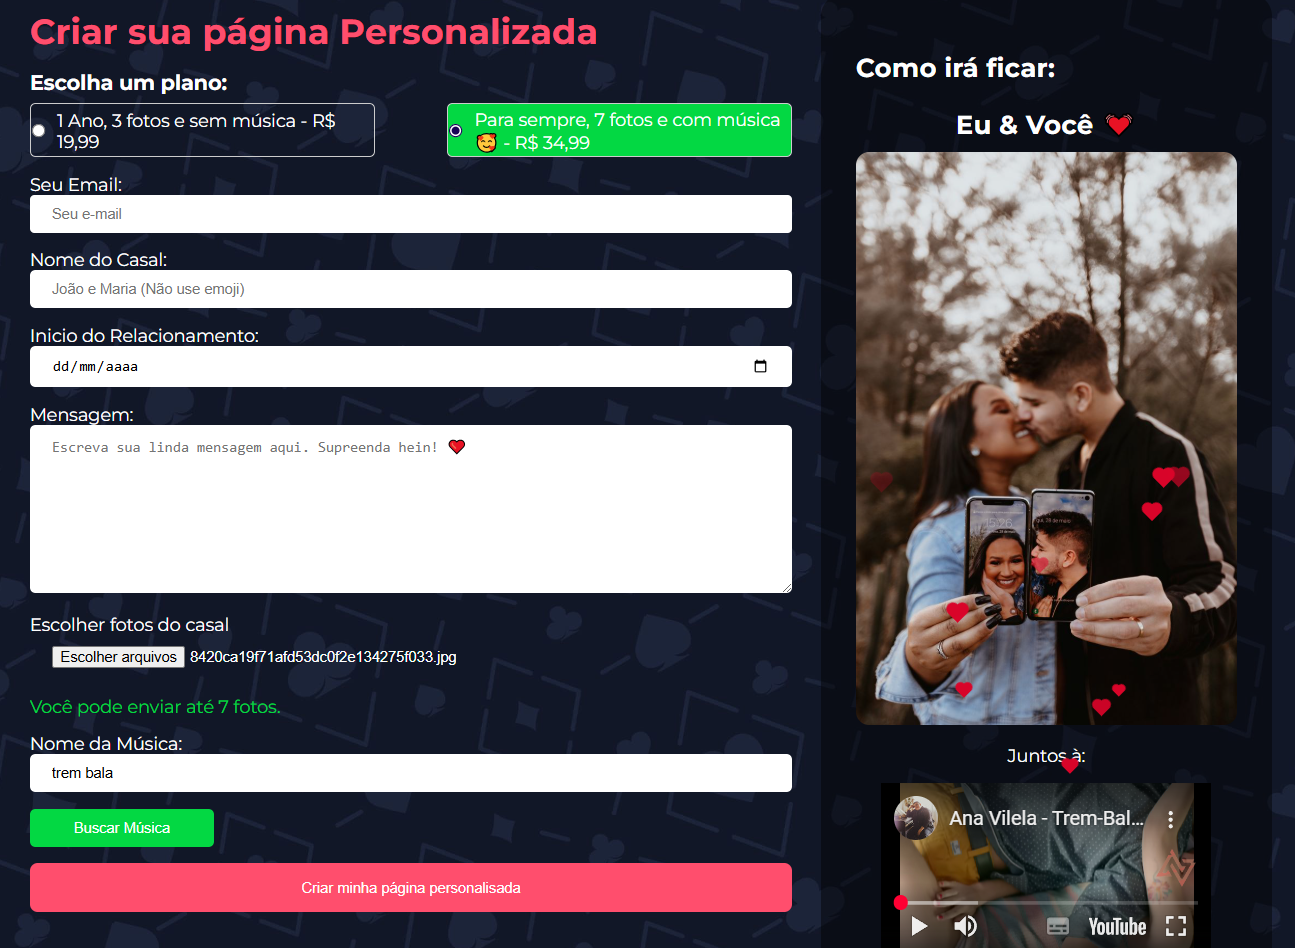 Criar sua página Personalizada
Escolha um plano:
1 Ano, 3 fotos e sem música - R$
19,99
Para sempre, 7 fotos e com música
🥰 - R$ 34,99
Seu Email:
Seu e-mail
Nome do Casal:
João e Maria (Não use emoji)
Inicio do Relacionamento:
dd/mm/aaaa
Mensagem:
Escreva sua linda mensagem aqui. Supreenda hein! ❤️
Escolher fotos do casal
Escolher arquivos 8420ca19f71afd53dc0f2e134275f033.jpg
Você pode enviar até 7 fotos.
Nome da Música:
trem bala
Buscar Música
Criar minha página personalisada
Como irá ficar:
Eu & Você 💓
Juntos à:
Ana Vilela - Trem-Bal...
YouTube